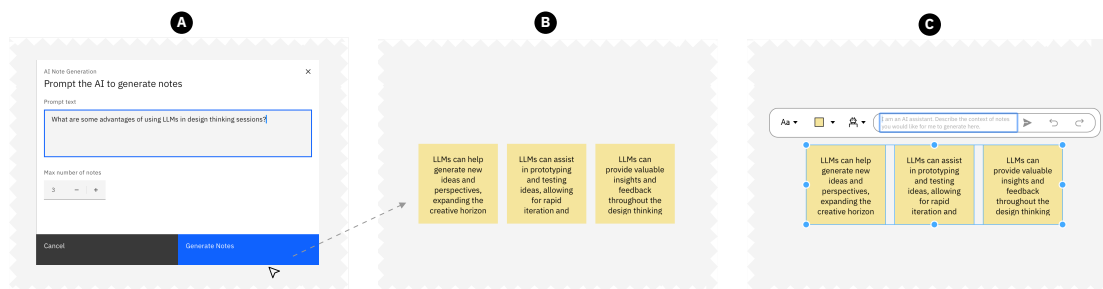 A
AI Note Generation
Prompt the AI to generate notes
Prompt text
What are some advantages of using LLMs in design thinking sessions?
Max number of notes
3
Cancel
Generate Notes
B
LLMs can help
generate new
ideas and
perspectives,
expanding the
creative horizon
LLMs can assist
in prototyping
and testing
ideas, allowing
for rapid
iteration and
LLMs can
provide valuable
insights and
feedback
throughout the
design thinking
C
Aa
I am an AI assistant. Describe the context of notes
you would like for me to generate here.
LLMs can help
generate new
ideas and
perspectives,
expanding the
creative horizon
LLMs can assist
in prototyping
and testing
ideas, allowing
for rapid
iteration and
LLMs can
provide valuable
insights and
feedback
throughout the
design thinking